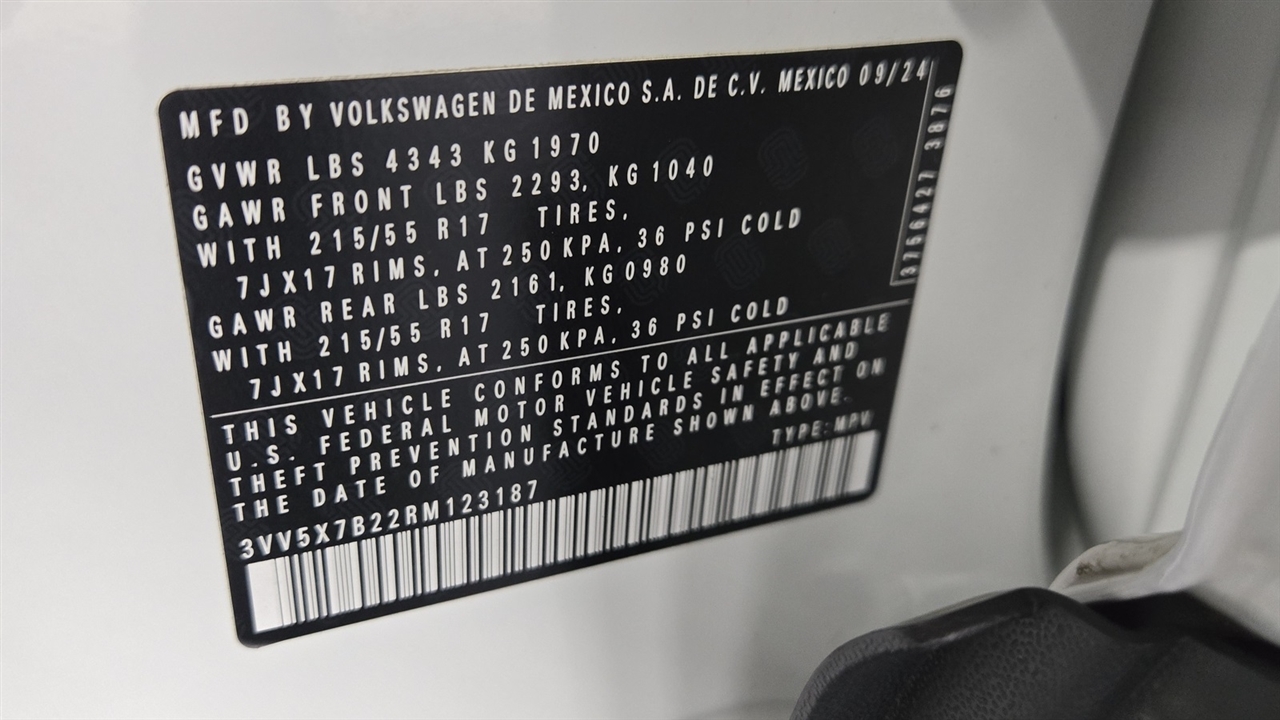 MFD BY VOLKSWAGEN DE MEXICO S.A. DE C.V. MEXICO 09/24
GVWR LBS 4343 KG 1970
GAWR FRONT LBS 2293, KG 1040
WITH 215/55 R17 TIRES,
7JX17 RIMS, AT 250 KPA, 36 PSI COLD
GAWR REAR LBS 2161, KG 0980
WITH 215/55 R17 TIRES,
7JX17 RIMS, AT 250 KPA, 36 PSI COLD
3756427 3876
THIS VEHICLE CONFORMS TO ALL APPLICABLE
U.S. FEDERAL MOTOR VEHICLE SAFETY AND
THEFT PREVENTION STANDARDS IN EFFECT ON
THE DATE OF MANUFACTURE SHOWN ABOVE.
TYPE: MPV
3VV5X7B22RM123187